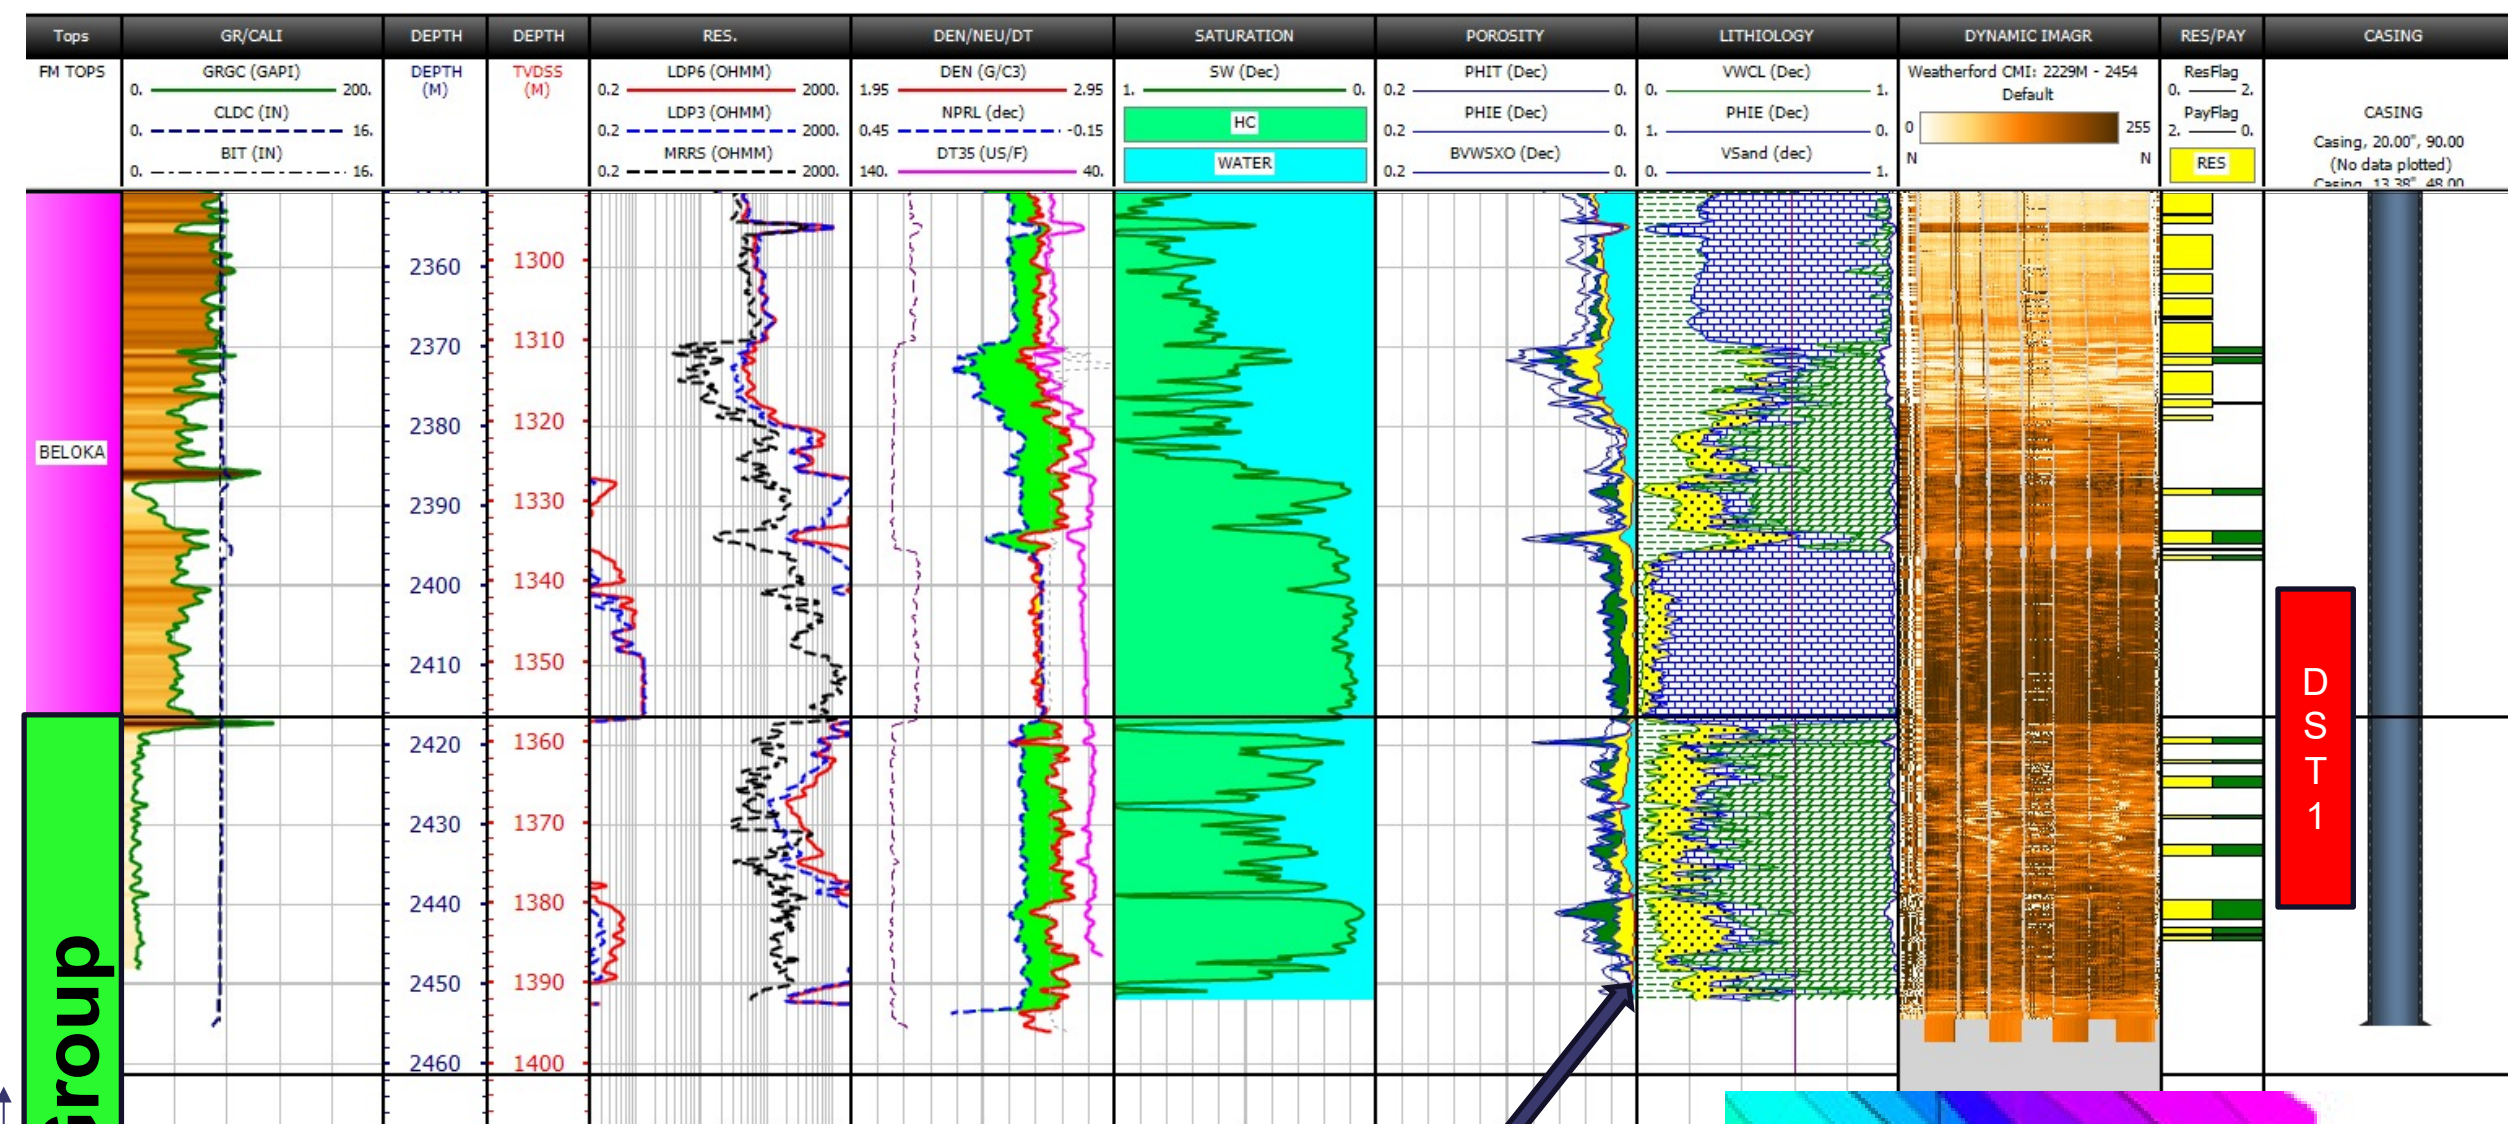 Tops
GR/CALI
DEPTH
DEPTH
RES.
DEN/NEU/DT
SATURATION
POROSITY
LITHIOLOGY
DYNAMIC IMAGR
RES/PAY
CASING
FM TOPS
GRGC (GAPI)
0. 200.
CLDC (IN)
0. 16.
BIT (IN)
0. 16.
DEPTH
(M)
TVDSS
(M)
LDP6 (OHMM)
0.2 2000.
LDP3 (OHMM)
0.2 2000.
MRRS (OHMM)
0.2 2000.
DEN (G/C3)
1.95 2.95
NPRL (dec)
0.45 -0.15
DT35 (US/F)
140. 40.
SW (Dec)
1. 0.
HC
WATER
PHIT (Dec)
0.2 0.
PHIE (Dec)
0.2 0.
BVWSXO (Dec)
0.2 0.
VWCL (Dec)
0. 1.
PHIE (Dec)
1. 0.
VSand (dec)
0. 1.
Weatherford CMI: 2229M - 2454
Default
0 255
N N
ResFlag
0. 2.
PayFlag
2. 0.
RES
CASING
Casing, 20.00", 90.00
(No data plotted)
Casing, 13.38", 48.00
BELOKA
Group
2360
2370
2380
2390
2400
2410
2420
2430
2440
2450
2460
1300
1310
1320
1330
1340
1350
1360
1370
1380
1390
1400
D
S
T
1